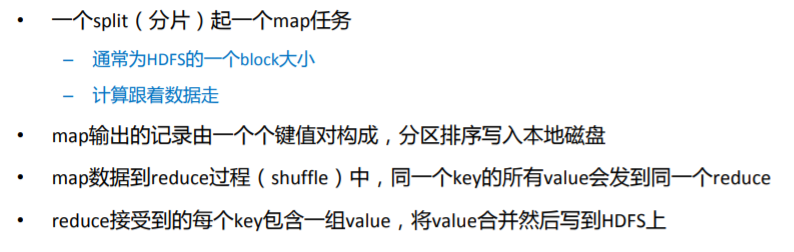 • 一个split（分片）起一个map任务
– 通常为HDFS的一个block大小
– 计算跟着数据走
• map输出的记录由一个个键值对构成，分区排序写入本地磁盘
• map数据到reduce过程（shuffle）中，同一个key的所有value会发到同一个reduce
• reduce接受到的每个key包含一组value，将value合并然后写到HDFS上